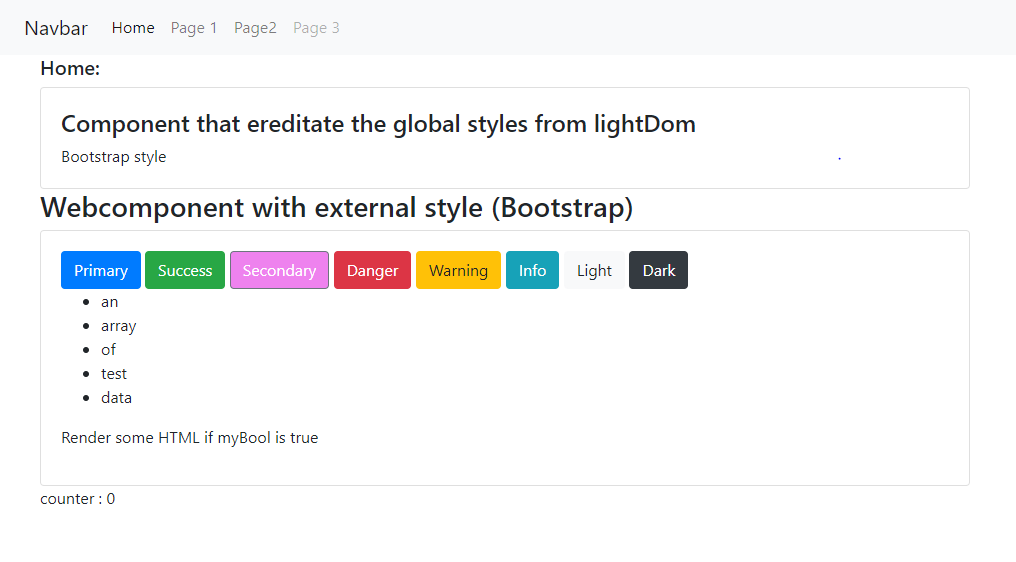 Navbar Home Page 1 Page2 Page 3
Home:
Component that ereditate the global styles from lightDom
Bootstrap style
Webcomponent with external style (Bootstrap)
Primary Success Secondary Danger Warning Info Light Dark
an
array
of
test
data
Render some HTML if myBool is true
counter : 0